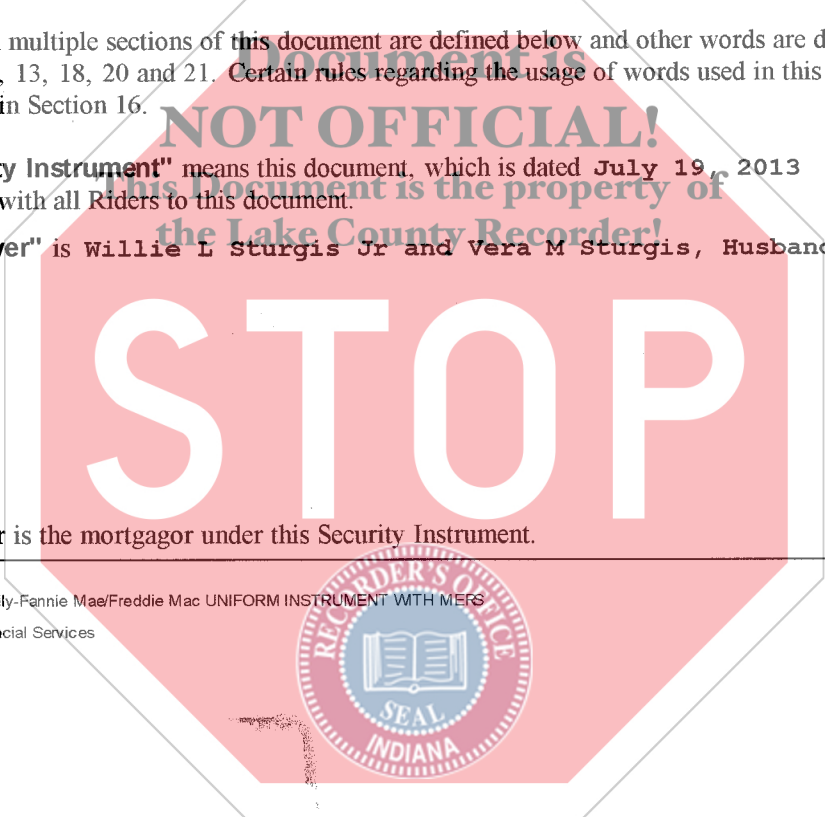 multiple sections of this document are defined below and other words are d
, 13, 18, 20 and 21. Certain rules regarding the usage of words used in this
in Section 16.
Document is
NOT OFFICIAL!
This Document is the property of
the Lake County Recorder!
ty Instrument" means this document, which is dated July 19, 2013
with all Riders to this document.
wer" is Willie L Sturgis Jr and Vera M Sturgis, Husband
STOP
r is the mortgagor under this Security Instrument.
ly-Fannie Mae/Freddie Mac UNIFORM INSTRUMENT WITH MERS
cial Services
RECORDER'S OFFICE
SEAL
INDIANA